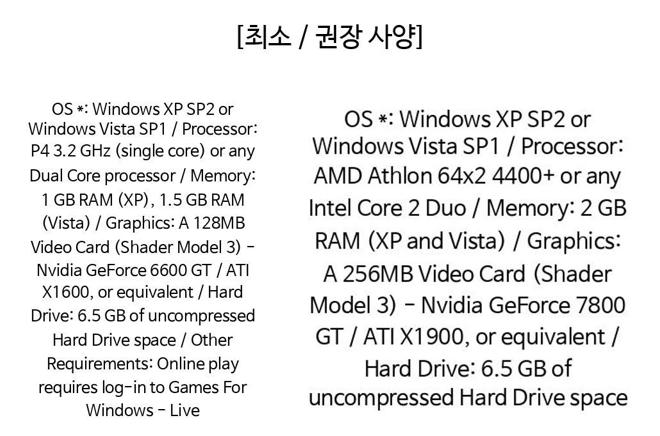 [최소 / 권장 사양]
OS *: Windows XP SP2 or
Windows Vista SP1 / Processor:
P4 3.2 GHz (single core) or any
Dual Core processor / Memory:
1 GB RAM (XP), 1.5 GB RAM
(Vista) / Graphics: A 128MB
Video Card (Shader Model 3) –
Nvidia GeForce 6600 GT / ATI
X1600, or equivalent / Hard
Drive: 6.5 GB of uncompressed
Hard Drive space / Other
Requirements: Online play
requires log-in to Games For
Windows – Live
OS *: Windows XP SP2 or
Windows Vista SP1 / Processor:
AMD Athlon 64x2 4400+ or any
Intel Core 2 Duo / Memory: 2 GB
RAM (XP and Vista) / Graphics:
A 256MB Video Card (Shader
Model 3) – Nvidia GeForce 7800
GT / ATI X1900, or equivalent /
Hard Drive: 6.5 GB of
uncompressed Hard Drive space